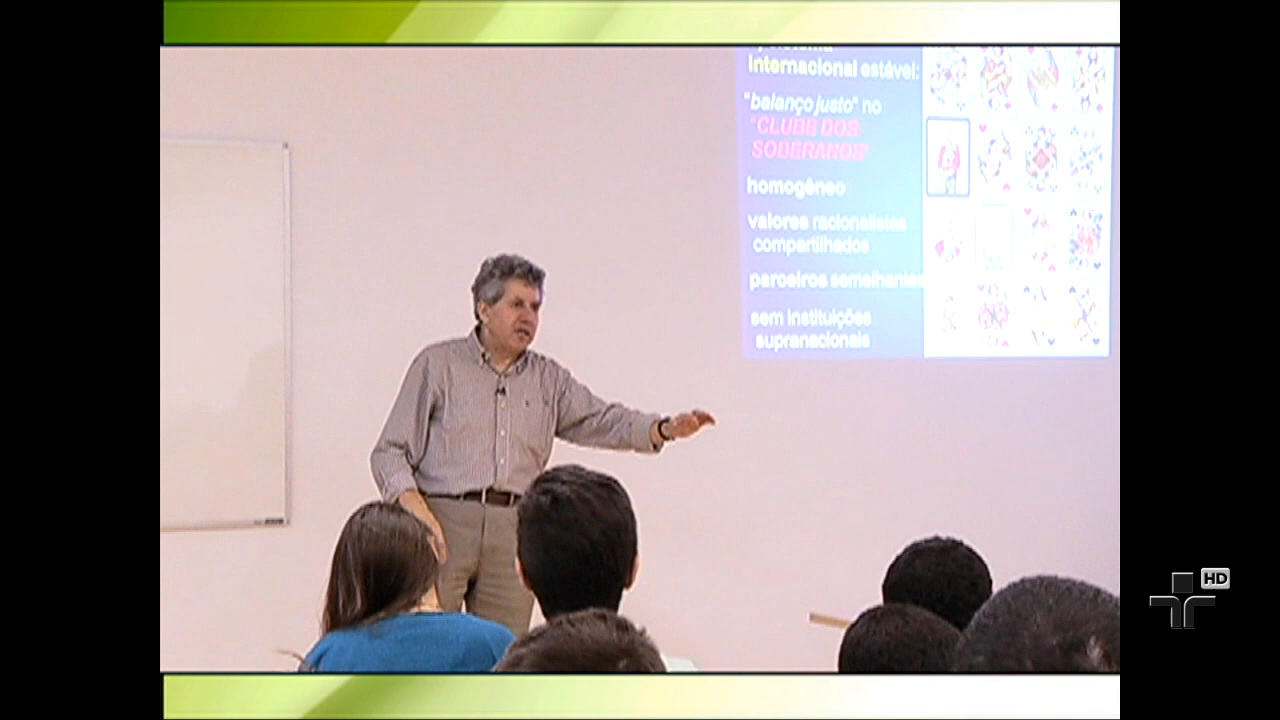 Internacional estável:
"balanço justo" no
"CLUBE DOS
SOBERANOS"
homogêneo
valores racionalistas
compartilhados
parceiros semelhantes
sem instituições
supranacionais
HD